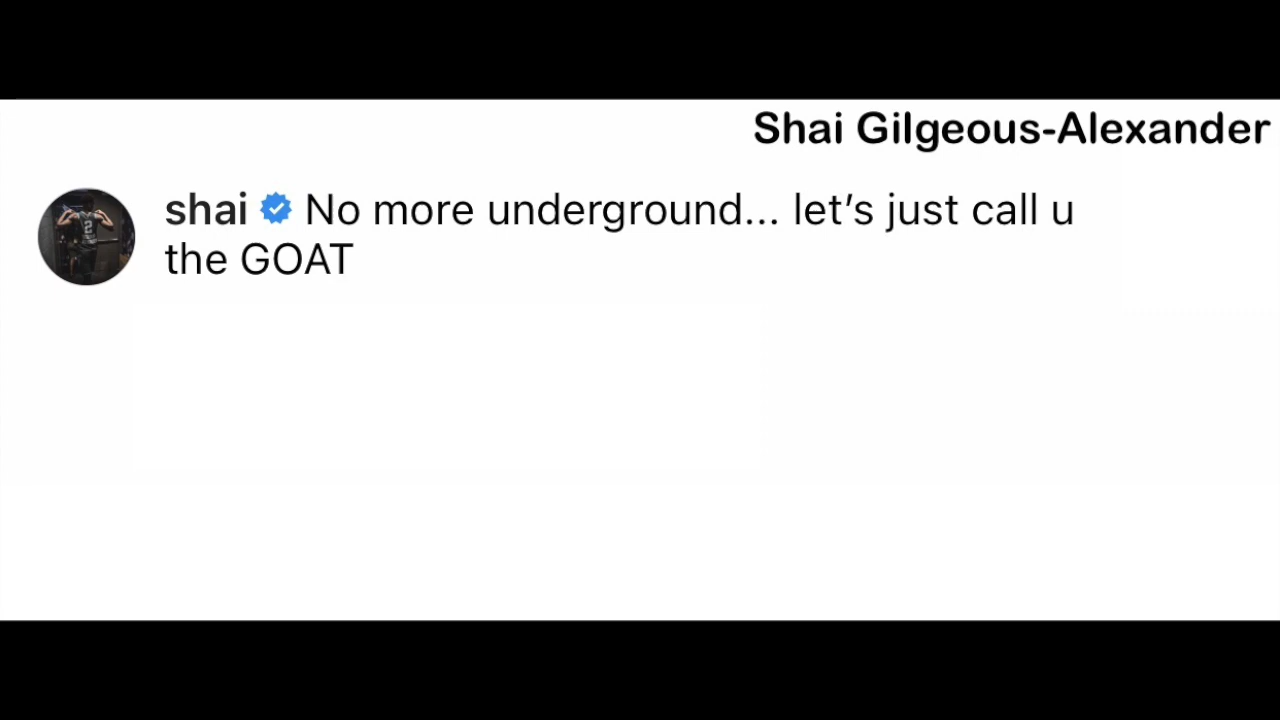 Shai Gilgeous-Alexander
shai No more underground... let's just call u
the GOAT